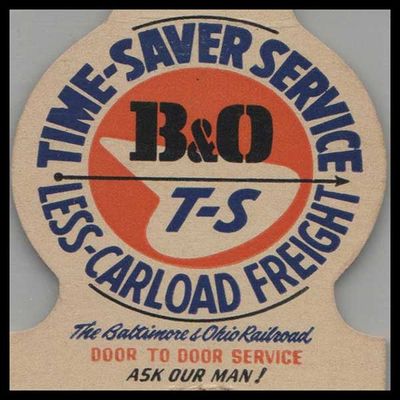 TIME-SAVER SERVICE
B&O
T-S
LESS-CARLOAD FREIGHT
The Baltimore & Ohio Railroad
DOOR TO DOOR SERVICE
ASK OUR MAN!